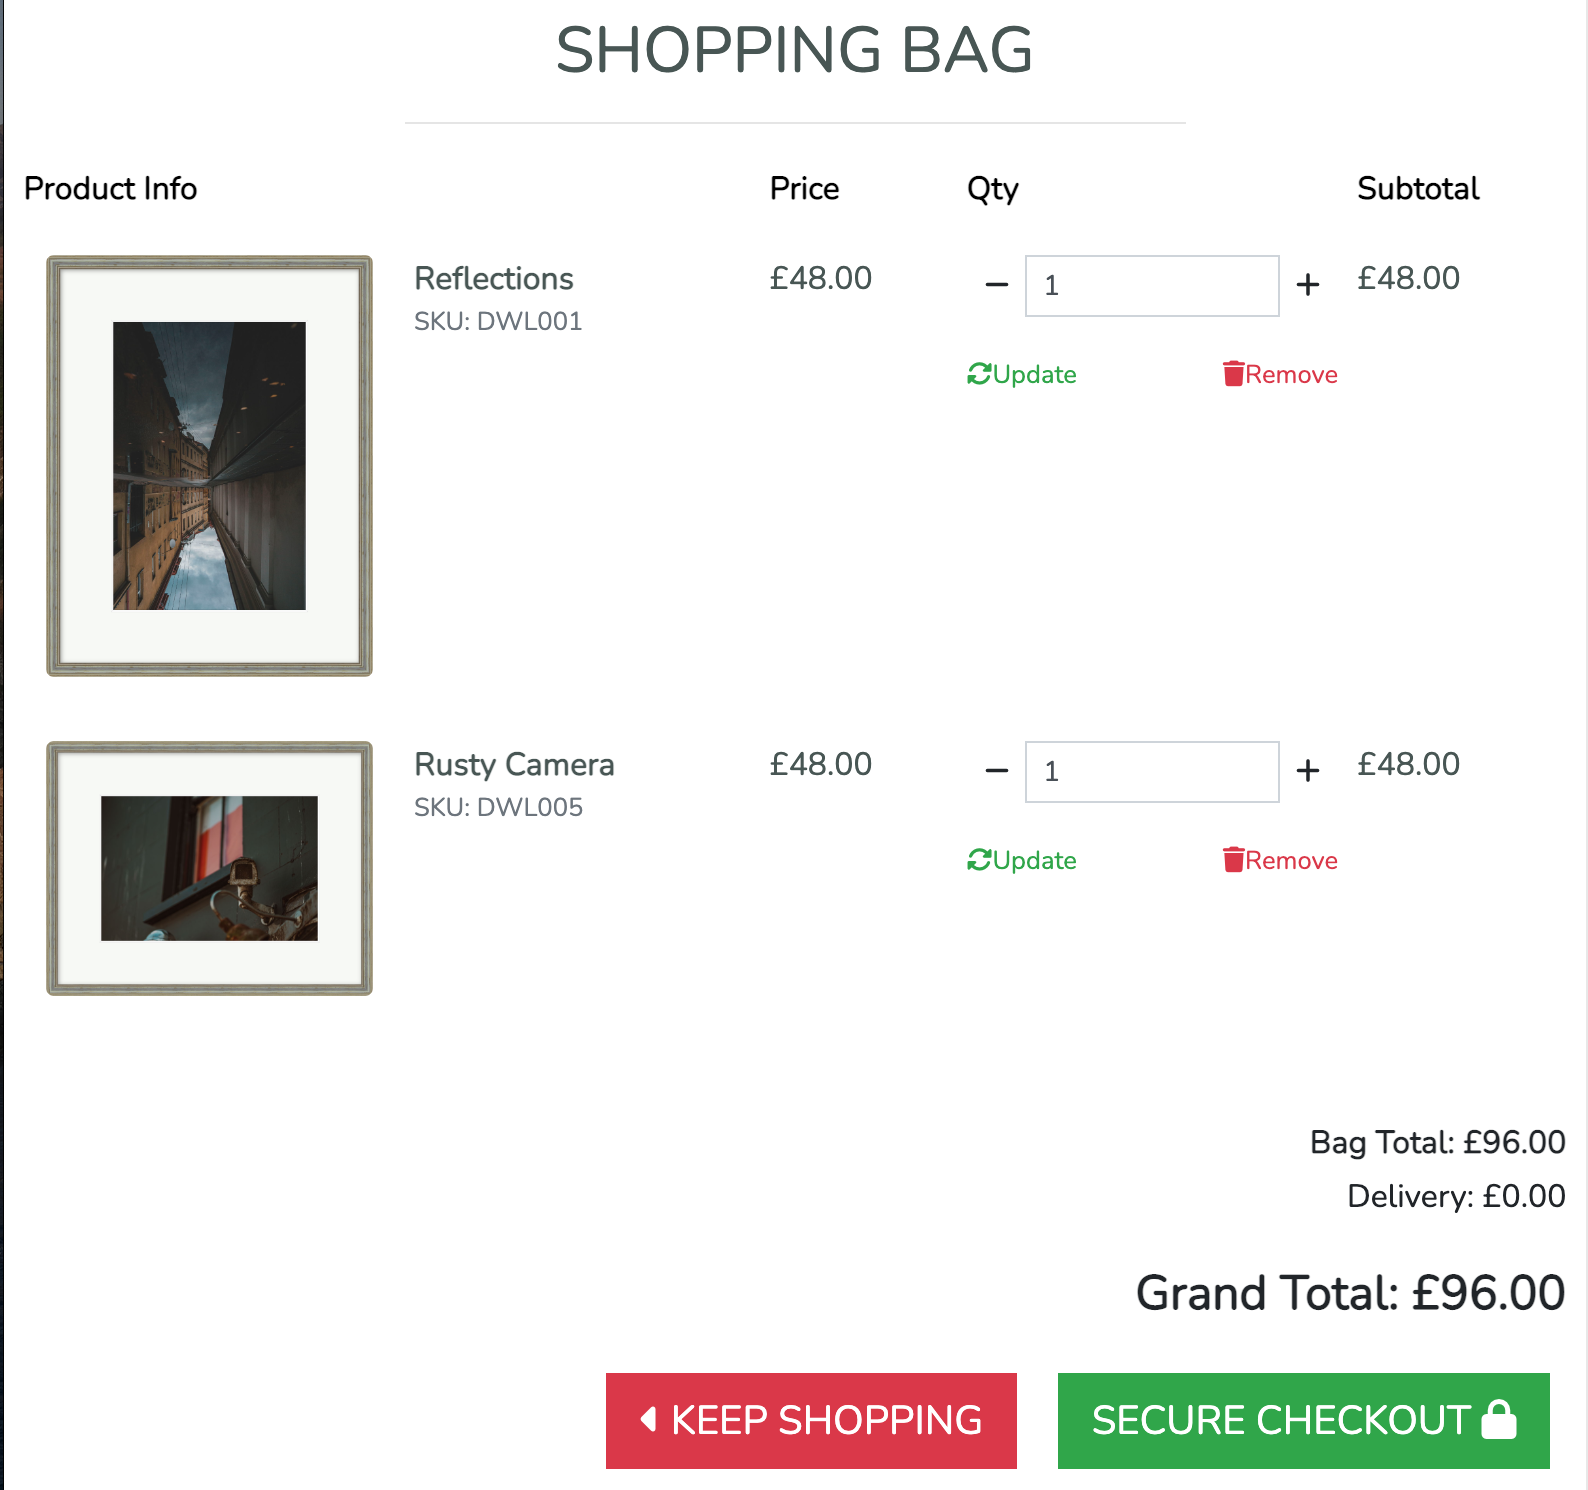 SHOPPING BAG
Product Info Price Qty Subtotal
Reflections £48.00 1 £48.00
SKU: DWL001
Update Remove
Rusty Camera £48.00 1 £48.00
SKU: DWL005
Update Remove
Bag Total: £96.00
Delivery: £0.00
Grand Total: £96.00
KEEP SHOPPING SECURE CHECKOUT